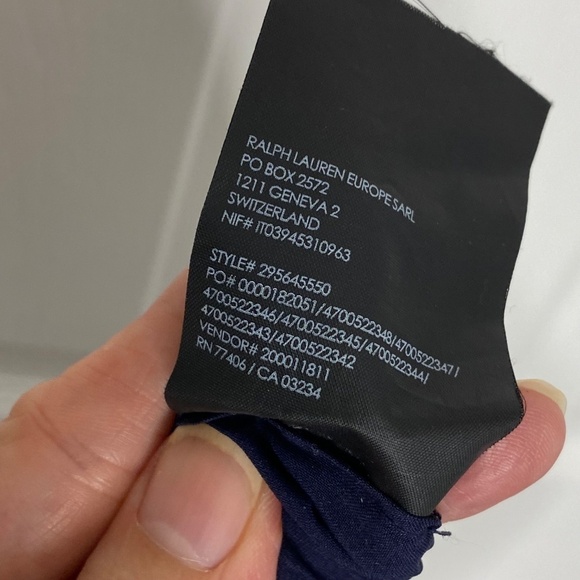 RALPH LAUREN EUROPE SARL
PO BOX 2572
1211 GENEVA 2
SWITZERLAND
NIF# IT03945310963
STYLE# 295645550
PO# 0000182051/4700522348/4700522347/
4700522346/4700522345/4700522344/
4700522343/4700522342
VENDOR# 200011811
RN 77406 / CA 03234